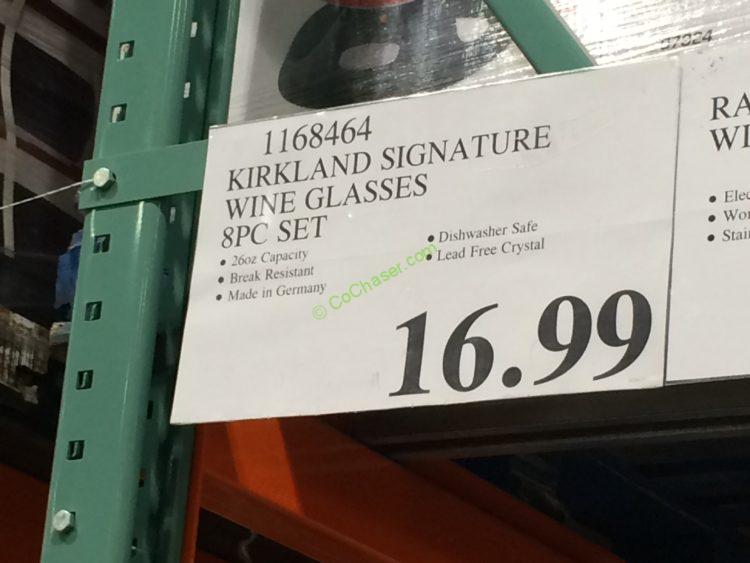 07324
1168464
KIRKLAND SIGNATURE
WINE GLASSES
8PC SET
• 26oz Capacity
• Break Resistant
• Made in Germany
• Dishwasher Safe
• Lead Free Crystal
© CoChaser.com
16.99
RA
WI
• Elec
• Wor
• Stai